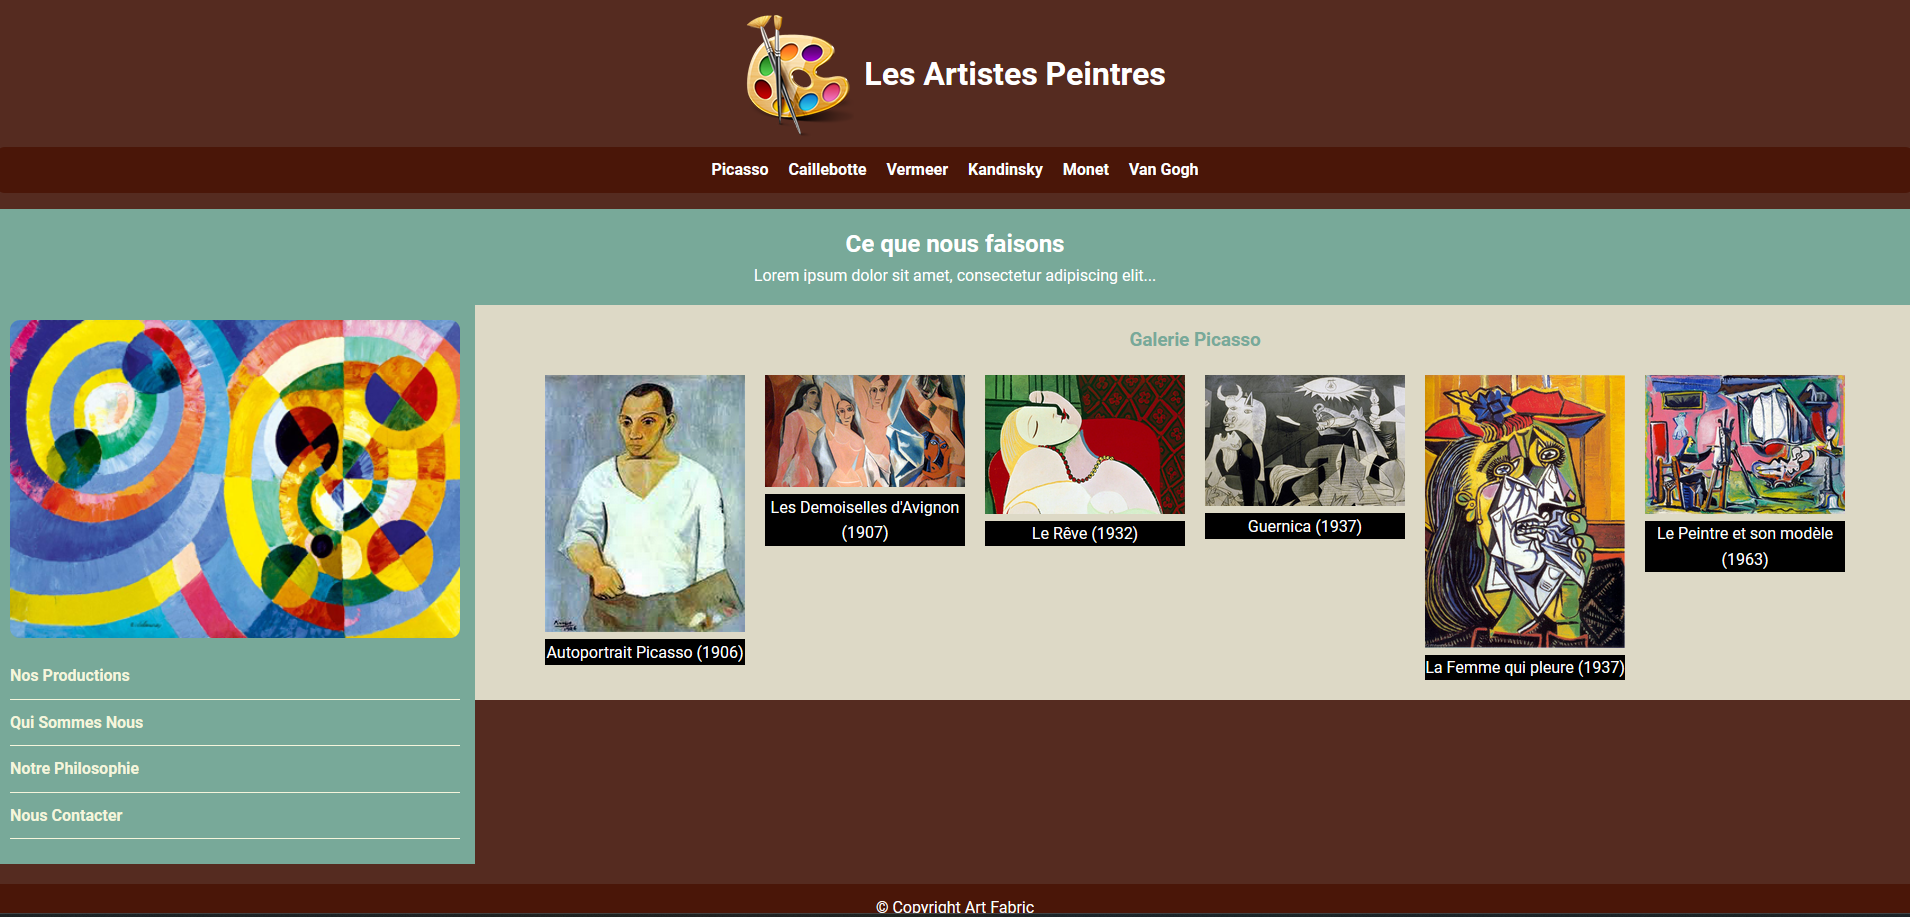 Les Artistes Peintres
Picasso Caillebotte Vermeer Kandinsky Monet Van Gogh
Ce que nous faisons
Lorem ipsum dolor sit amet, consectetur adipiscing elit...
Galerie Picasso
Autoportrait Picasso (1906)
Les Demoiselles d'Avignon
(1907)
Le Rêve (1932)
Guernica (1937)
La Femme qui pleure (1937)
Le Peintre et son modèle
(1963)
Nos Productions
Qui Sommes Nous
Notre Philosophie
Nous Contacter
© Copyright Art Fabric